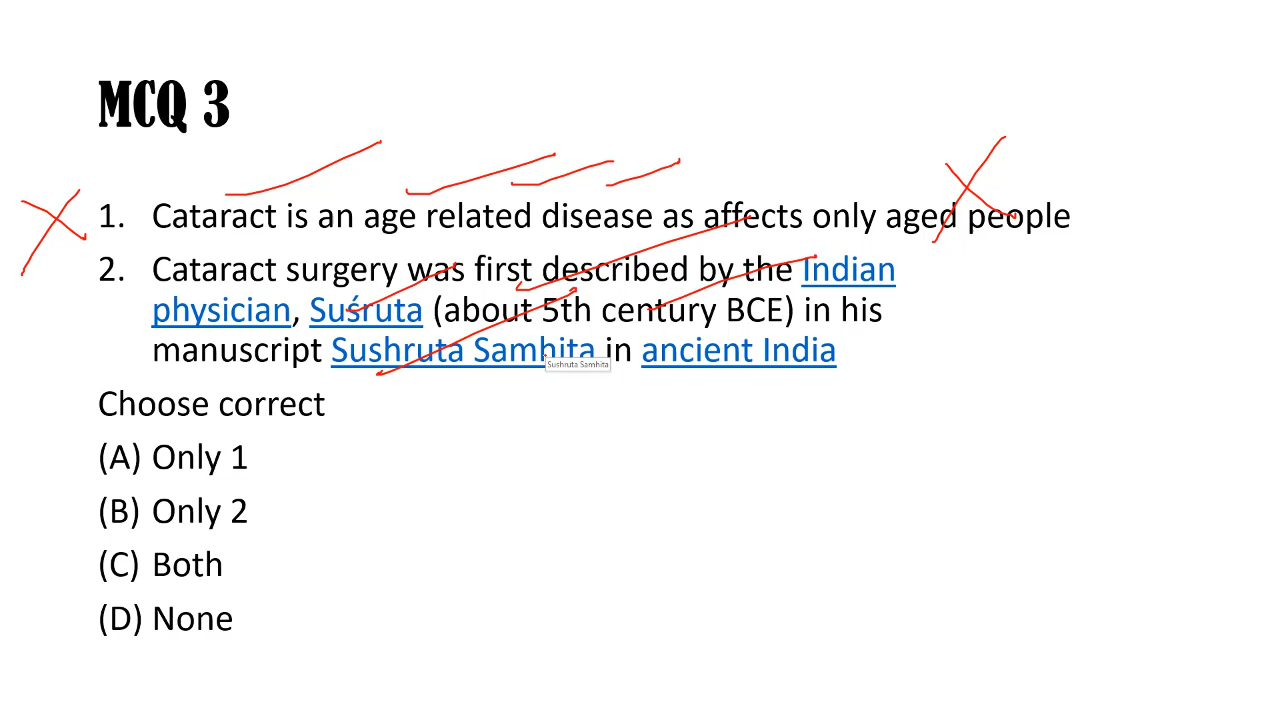 MCQ 3
1. Cataract is an age related disease as affects only aged people
2. Cataract surgery was first described by the Indian
physician, Suśruta (about 5th century BCE) in his
manuscript Sushruta Samhita in ancient India
Sushruta Samhita
Choose correct
(A) Only 1
(B) Only 2
(C) Both
(D) None